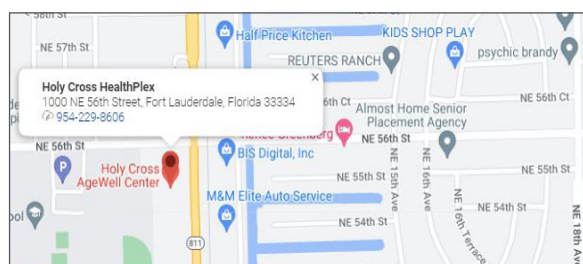 58th St
NE 57th St
Half Price Kitchen
KIDS SHOP PLAY
REUTERS RANCH
psychic brandy
Holy Cross HealthPlex
1000 NE 56th Street, Fort Lauderdale, Florida 33334
954-229-8606
×
56th Ct
NE 56th Ct
Almost Home Senior
Placement Agency
NE 56th St
NE 56th St
P
Holy Cross
AgeWell Center
BIS Digital, Inc
NE 55th St
NE 55th St
NE 15th Ave
M&M Elite Auto Service
NE 54th St
NE 54th St
NE 16th Terrace
NE 18th Ave
811